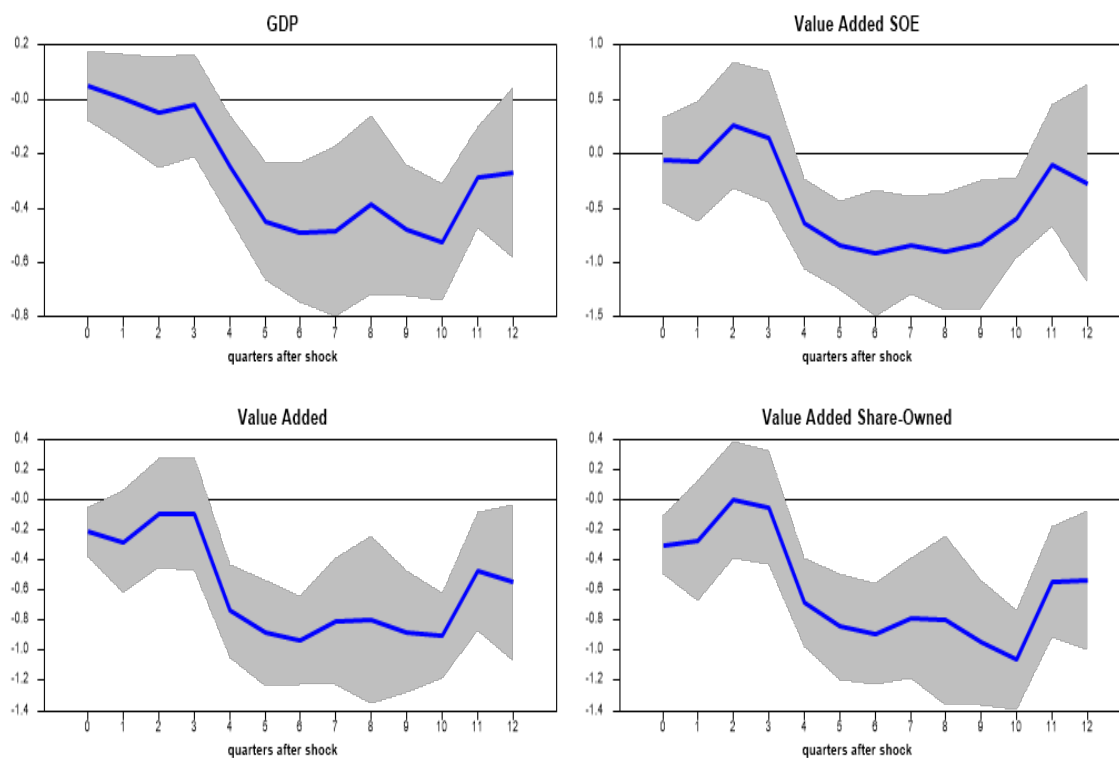 GDP
0.2
-0.0
-0.2
-0.4
-0.6
-0.8
0 1 2 3 4 5 6 7 8 9 10 11 12
quarters after shock
Value Added SOE
1.0
0.5
0.0
-0.5
-1.0
-1.5
0 1 2 3 4 5 6 7 8 9 10 11 12
quarters after shock
Value Added
0.4
0.2
-0.0
-0.2
-0.4
-0.6
-0.8
-1.0
-1.2
-1.4
0 1 2 3 4 5 6 7 8 9 10 11 12
quarters after shock
Value Added Share-Owned
0.4
0.2
-0.0
-0.2
-0.4
-0.6
-0.8
-1.0
-1.2
-1.4
0 1 2 3 4 5 6 7 8 9 10 11 12
quarters after shock